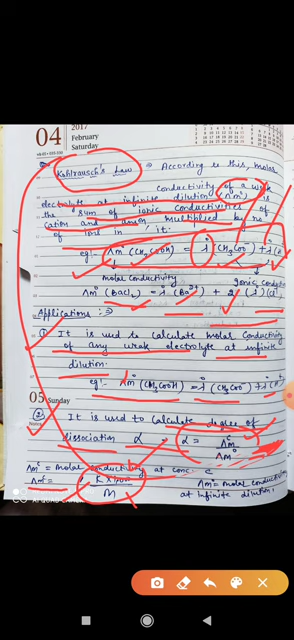 04
2017
February
Saturday
Kohlrausch's Law ⇒ According to this, molar
conductivity of a weak
electrolyte at infinite dilution (Λm°) is
the sum of ionic conductivities of
cation and anion multiplied by no
of ions in it.
eg:- Λm° (CH3COOH) = λ° (CH3COO-) + λ°
molar conductivity
Ionic
Λm° (BaCl2) = λ° (Ba2+) + 2 (λ°) (Cl-)
Applications :⇒
① It is used to calculate molar conductivity
of any weak electrolyte at infinite
dilution.
eg:- Λm° (CH3COOH) = λ° (CH3COO-) + λ° (H+)
05 Sunday
Notes
② It is used to calculate degree of
dissociation α, α = Λmc / Λm°
Λmc = molar conductivity at conc. c
Λmc = K × 1000 / M
Λm° = molar conductivity
at infinite dilution.